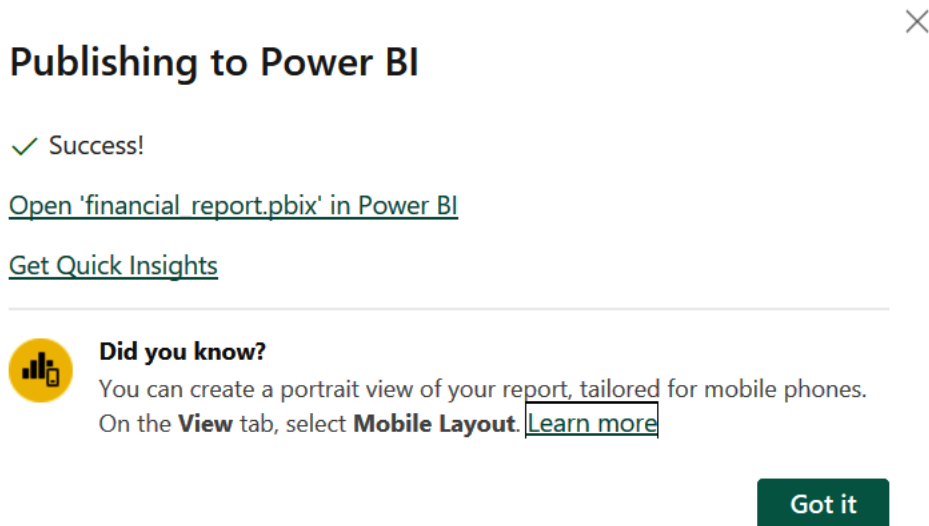 Publishing to Power BI
Success!
Open 'financial_report.pbix' in Power BI
Get Quick Insights
Did you know?
You can create a portrait view of your report, tailored for mobile phones.
On the View tab, select Mobile Layout. Learn more
Got it